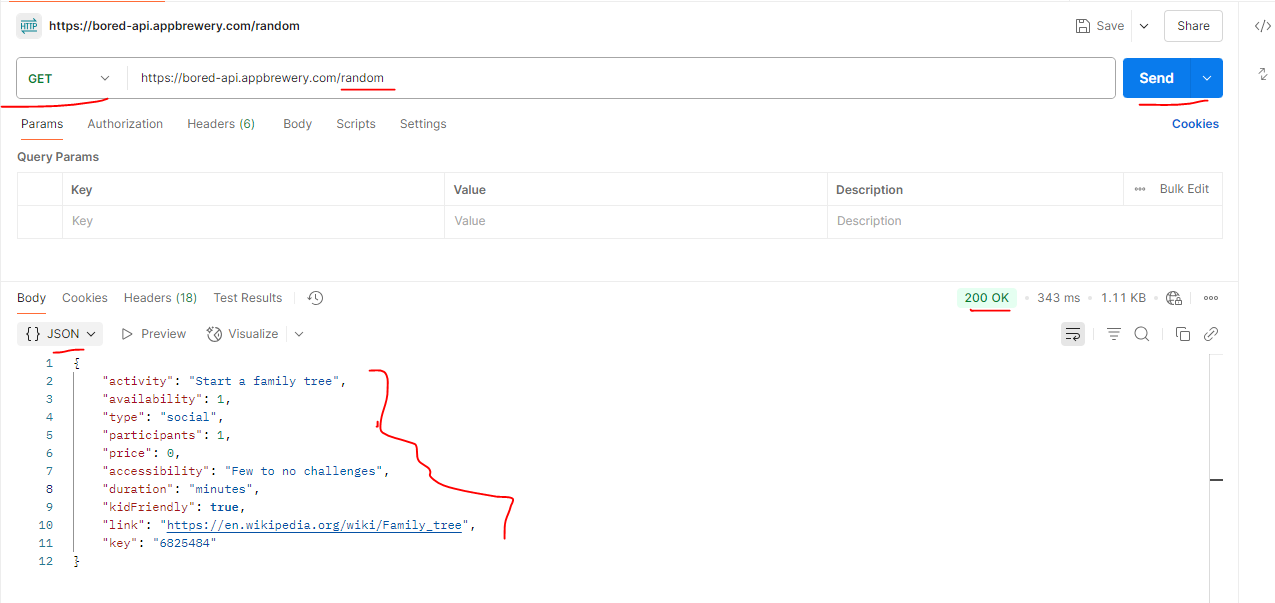 HTTP https://bored-api.appbrewery.com/random Save Share
GET https://bored-api.appbrewery.com/random Send
Params Authorization Headers (6) Body Scripts Settings Cookies
Query Params
Key Value Description Bulk Edit
Key Value Description
Body Cookies Headers (18) Test Results 200 OK 343 ms 1.11 KB
{} JSON Preview Visualize
1 {
2 "activity": "Start a family tree",
3 "availability": 1,
4 "type": "social",
5 "participants": 1,
6 "price": 0,
7 "accessibility": "Few to no challenges",
8 "duration": "minutes",
9 "kidFriendly": true,
10 "link": "https://en.wikipedia.org/wiki/Family_tree",
11 "key": "6825484"
12 }